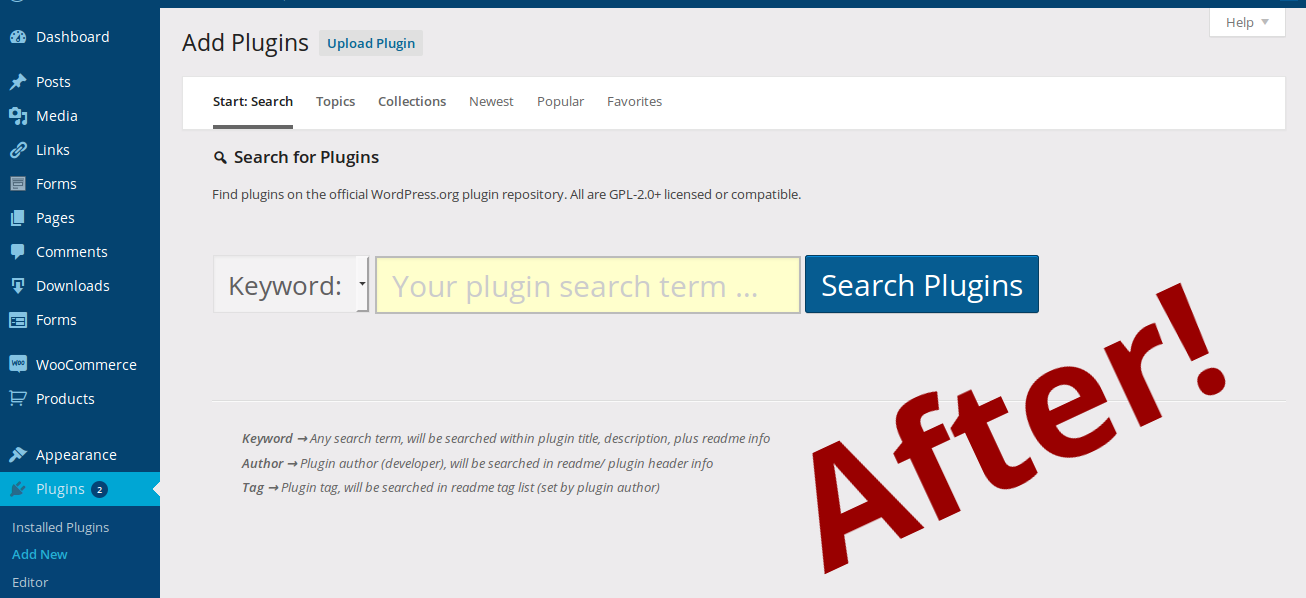 Dashboard
Posts
Media
Links
Forms
Pages
Comments
Downloads
Forms
WOO WooCommerce
Products
Appearance
Plugins 2
Installed Plugins
Add New
Editor
Help
Add Plugins Upload Plugin
Start: Search Topics Collections Newest Popular Favorites
Search for Plugins
Find plugins on the official WordPress.org plugin repository. All are GPL-2.0+ licensed or compatible.
Keyword: Your plugin search term ... Search Plugins
Keyword → Any search term, will be searched within plugin title, description, plus readme info
Author → Plugin author (developer), will be searched in readme/ plugin header info
Tag → Plugin tag, will be searched in readme tag list (set by plugin author)
After!